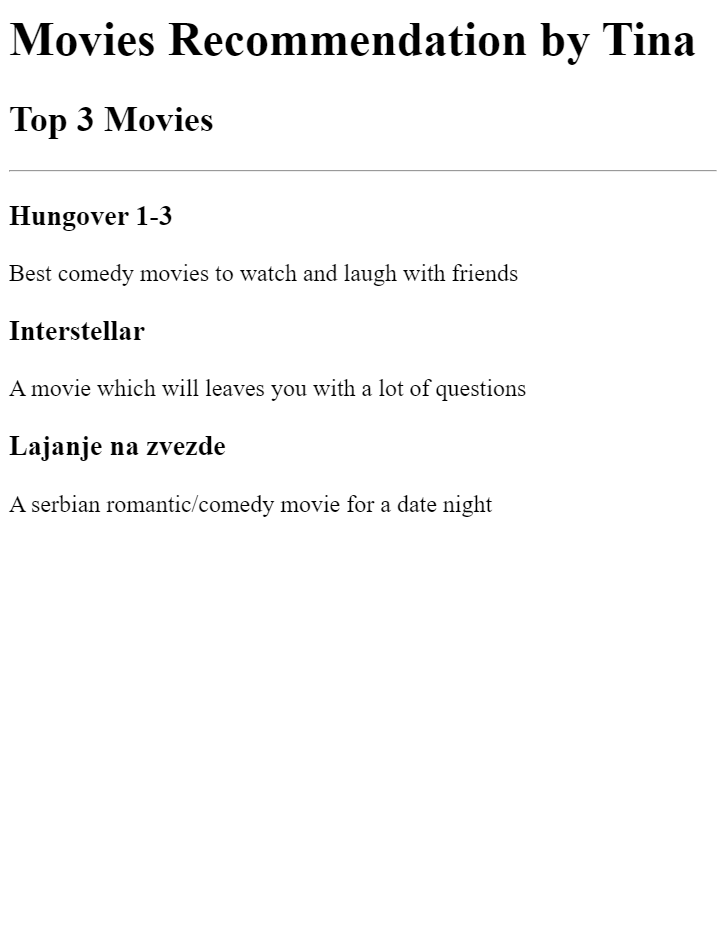 Movies Recommendation by Tina
Top 3 Movies
Hungover 1-3
Best comedy movies to watch and laugh with friends
Interstellar
A movie which will leaves you with a lot of questions
Lajanje na zvezde
A serbian romantic/comedy movie for a date night